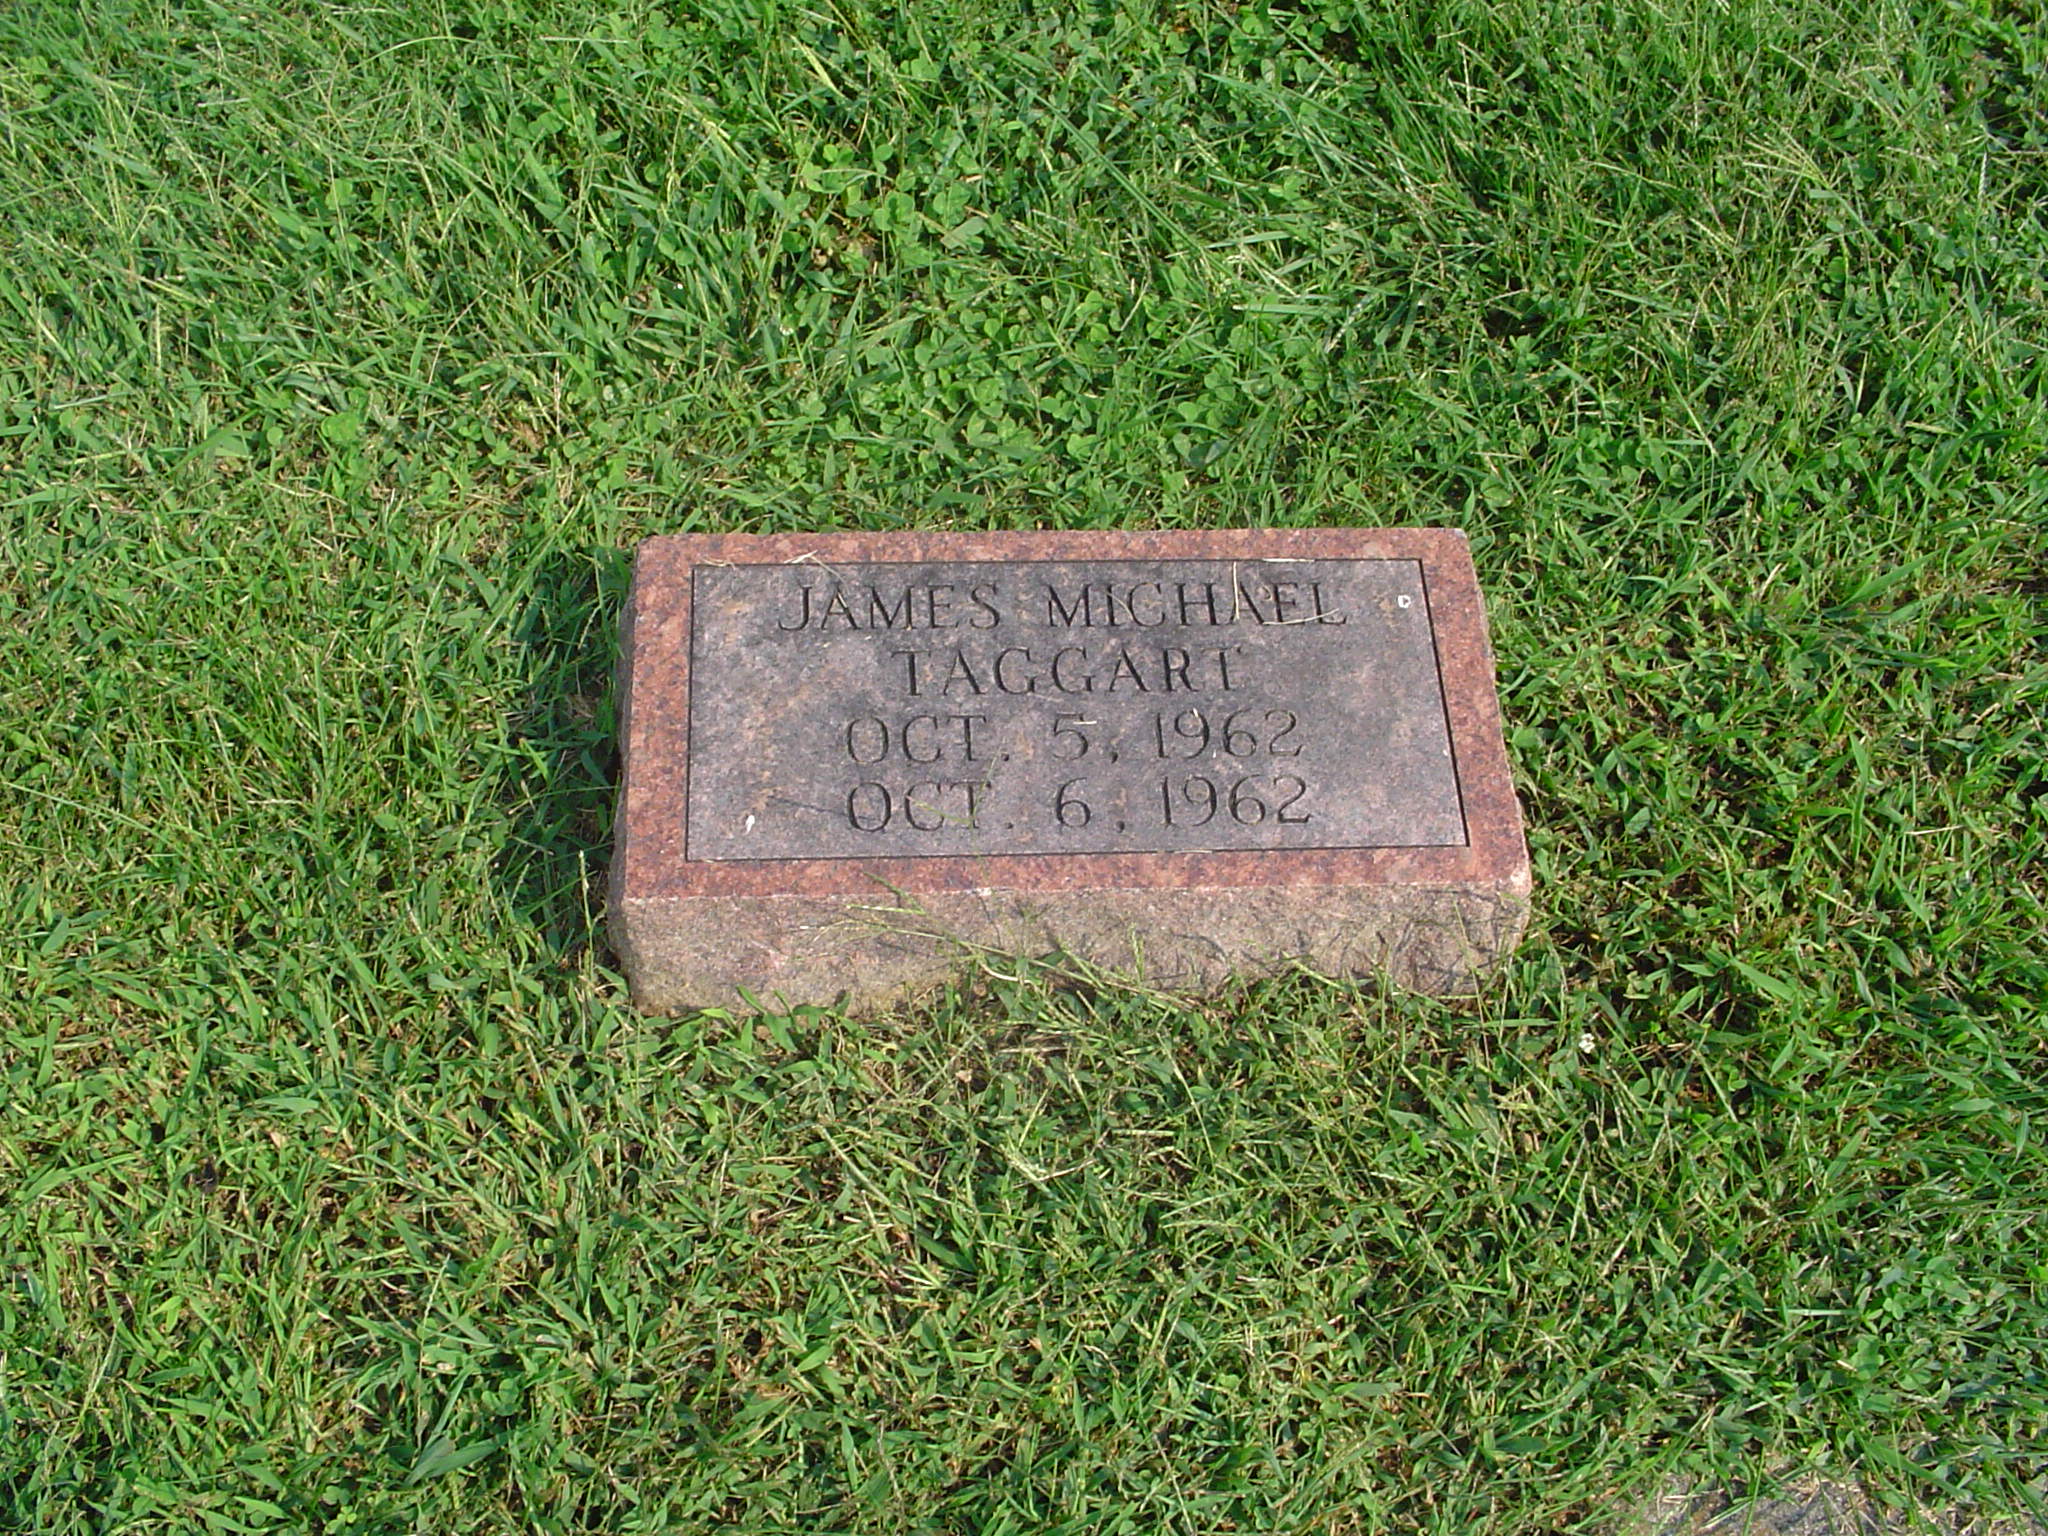 JAMES MICHAEL
TAGGART
OCT. 5, 1962
OCT. 6, 1962